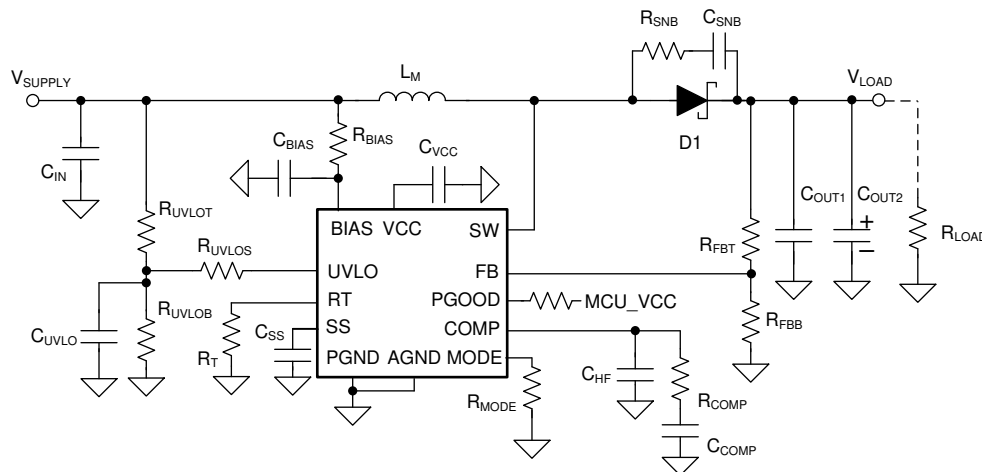 RSNB
CSNB
VSUPPLY
LM
VLOAD
CBIAS
RBIAS
CVCC
D1
CIN
RUVLOT
BIAS
VCC
SW
RFBT
COUT1
COUT2
+
–
RLOAD
RUVLOS
UVLO
FB
RT
PGOOD
MCU_VCC
CUVLO
RUVLOB
RT
CSS
SS
COMP
RFBB
PGND
AGND
MODE
RMODE
CHF
RCOMP
CCOMP